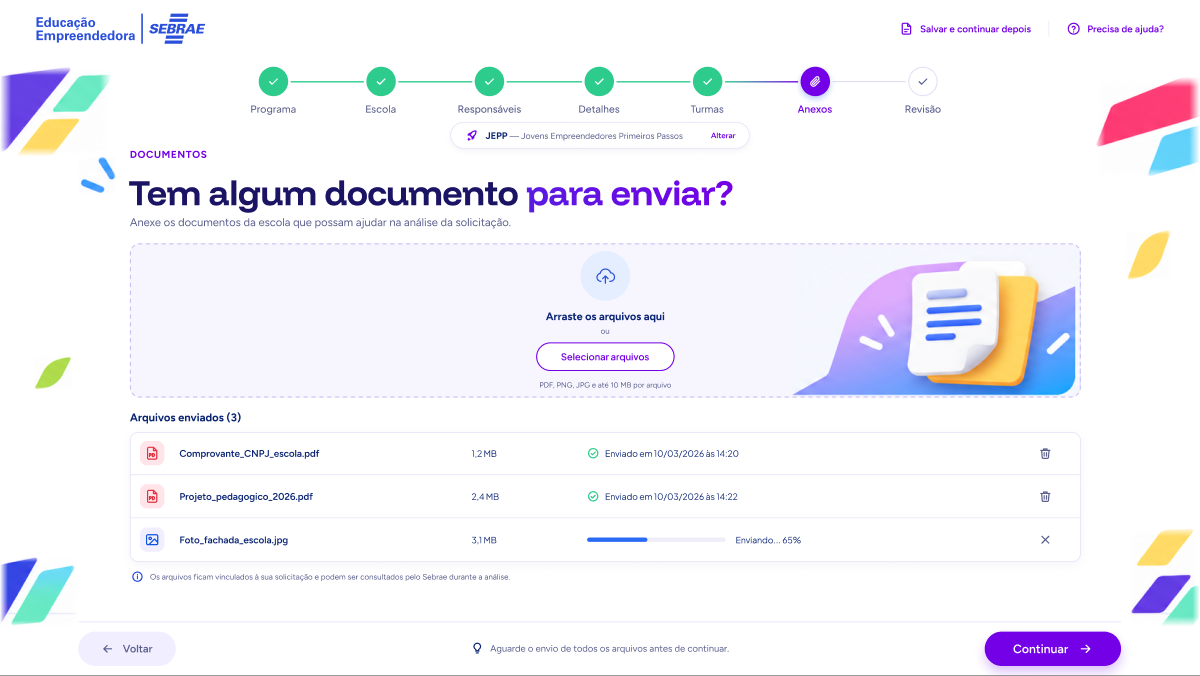 Educação
Empreendedora
SEBRAE
Salvar e continuar depois
Precisa de ajuda?
Programa
Escola
Responsáveis
Detalhes
Turmas
Anexos
Revisão
JEPP — Jovens Empreendedores Primeiros Passos
Alterar
DOCUMENTOS
Tem algum documento para enviar?
Anexe os documentos da escola que possam ajudar na análise da solicitação.
Arraste os arquivos aqui
ou
Selecionar arquivos
PDF, PNG, JPG e até 10 MB por arquivo
Arquivos enviados (3)
PD
Comprovante_CNPJ_escola.pdf
1,2 MB
Enviado em 10/03/2026 às 14:20
PD
Projeto_pedagogico_2026.pdf
2,4 MB
Enviado em 10/03/2026 às 14:22
Foto_fachada_escola.jpg
3,1 MB
Enviando... 65%
Os arquivos ficam vinculados à sua solicitação e podem ser consultados pelo Sebrae durante a análise.
Voltar
Aguarde o envio de todos os arquivos antes de continuar.
Continuar